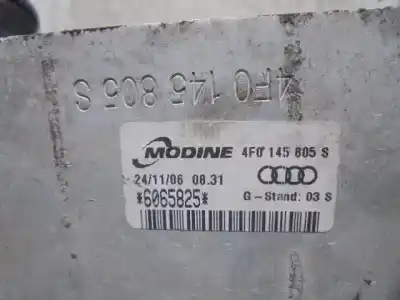 4F0 145 805 S
MODINE 4F0 145 805 S
24/11/06 08.31
*6065825* G-Stand: 03 S